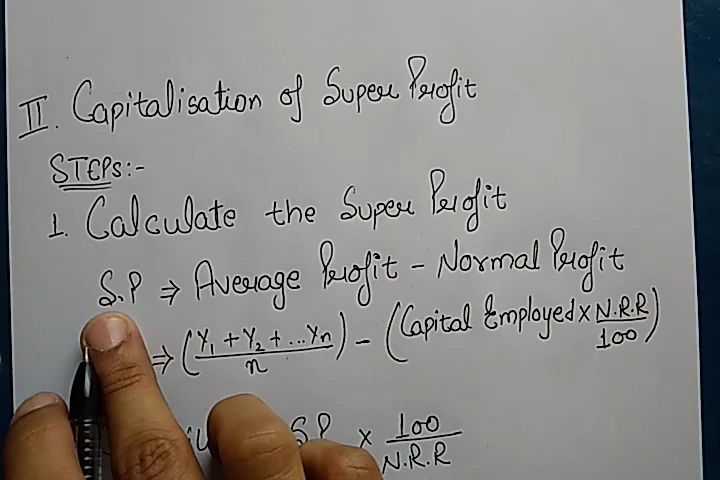 II. Capitalisation of Super Profit
STEPS:-
1. Calculate the Super Profit
S.P ⇒ Average Profit - Normal Profit
⇒ (Y₁ + Y₂ + ...Yn / n) - (Capital Employed × N.R.R / 100)
SP × 100 / N.R.R